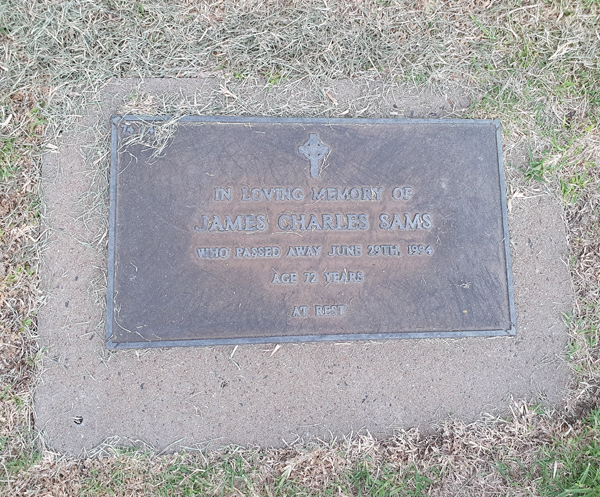 IN LOVING MEMORY OF
JAMES CHARLES SAMS
WHO PASSED AWAY JUNE 29TH, 1994
AGE 72 YEARS
AT REST